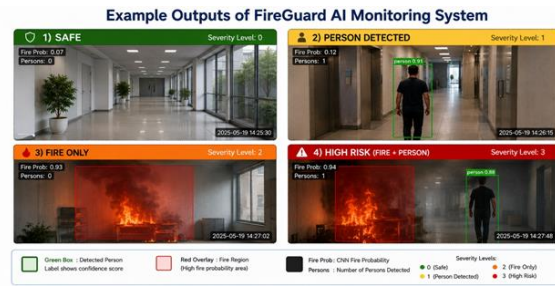 Example Outputs of FireGuard AI Monitoring System
1) SAFE
Severity Level: 0
Fire Prob: 0.07
Persons: 0
2025-05-19 14:25:30
2) PERSON DETECTED
Severity Level: 1
Fire Prob: 0.12
Persons: 1
person 0.91
2025-05-19 14:26:15
3) FIRE ONLY
Severity Level: 2
Fire Prob: 0.93
Persons: 0
2025-05-19 14:27:02
4) HIGH RISK (FIRE + PERSON)
Severity Level: 3
Fire Prob: 0.94
Persons: 1
2025-05-19 14:27:48
Green Box : Detected Person
Label shows confidence score
Red Overlay : Fire Region
(High fire probability area)
Fire Prob : CNN Fire Probability
Persons : Number of Persons Detected
Severity Levels:
0 (Safe)
1 (Person Detected)
2 (Fire Only)
3 (High Risk)